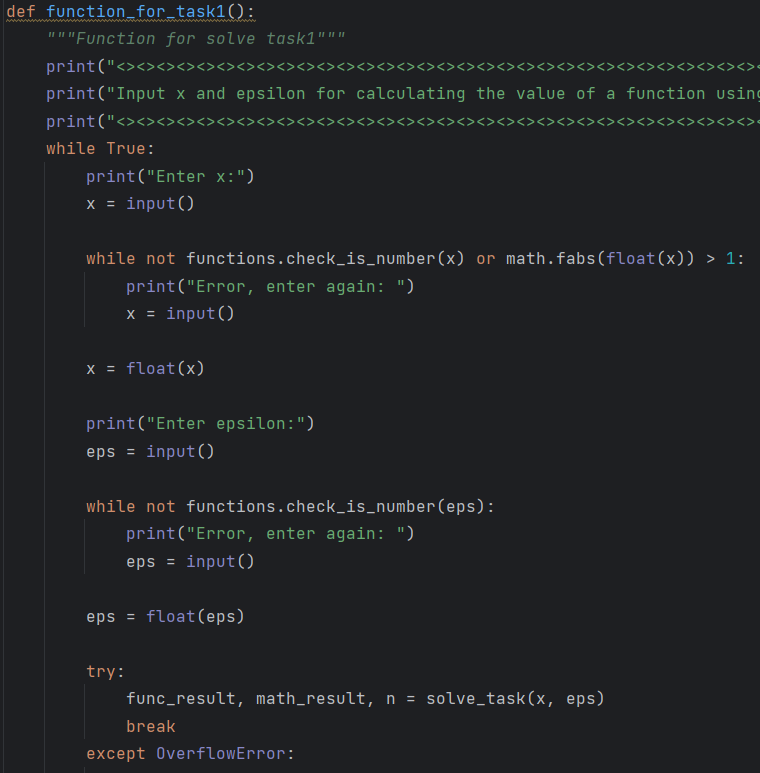 def function_for_task1():
    """Function for solve task1"""
    print("<><><><><><><><><><><><><><><><><><><><><><><><><><><><><><><><><
    print("Input x and epsilon for calculating the value of a function using
    print("<><><><><><><><><><><><><><><><><><><><><><><><><><><><><><><><><
    while True:
        print("Enter x:")
        x = input()
        while not functions.check_is_number(x) or math.fabs(float(x)) > 1:
            print("Error, enter again: ")
            x = input()
        x = float(x)
        print("Enter epsilon:")
        eps = input()
        while not functions.check_is_number(eps):
            print("Error, enter again: ")
            eps = input()
        eps = float(eps)
        try:
            func_result, math_result, n = solve_task(x, eps)
            break
        except OverflowError: